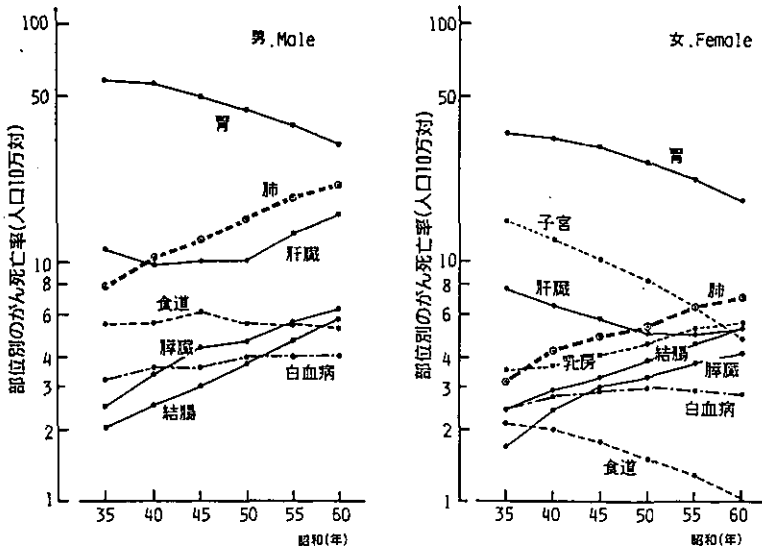 部位別のがん死亡率(人口10万対)
男.Male
100
50
10
8
6
4
3
2
1
胃
肺
肝臓
食道
膵臓
白血病
結腸
35 40 45 50 55 60
昭和(年)
部位別のがん死亡率(人口10万対)
女.Female
100
50
10
8
6
4
3
2
1
胃
子宮
肝臓
肺
乳房
結腸
膵臓
白血病
食道
35 40 45 50 55 60
昭和(年)